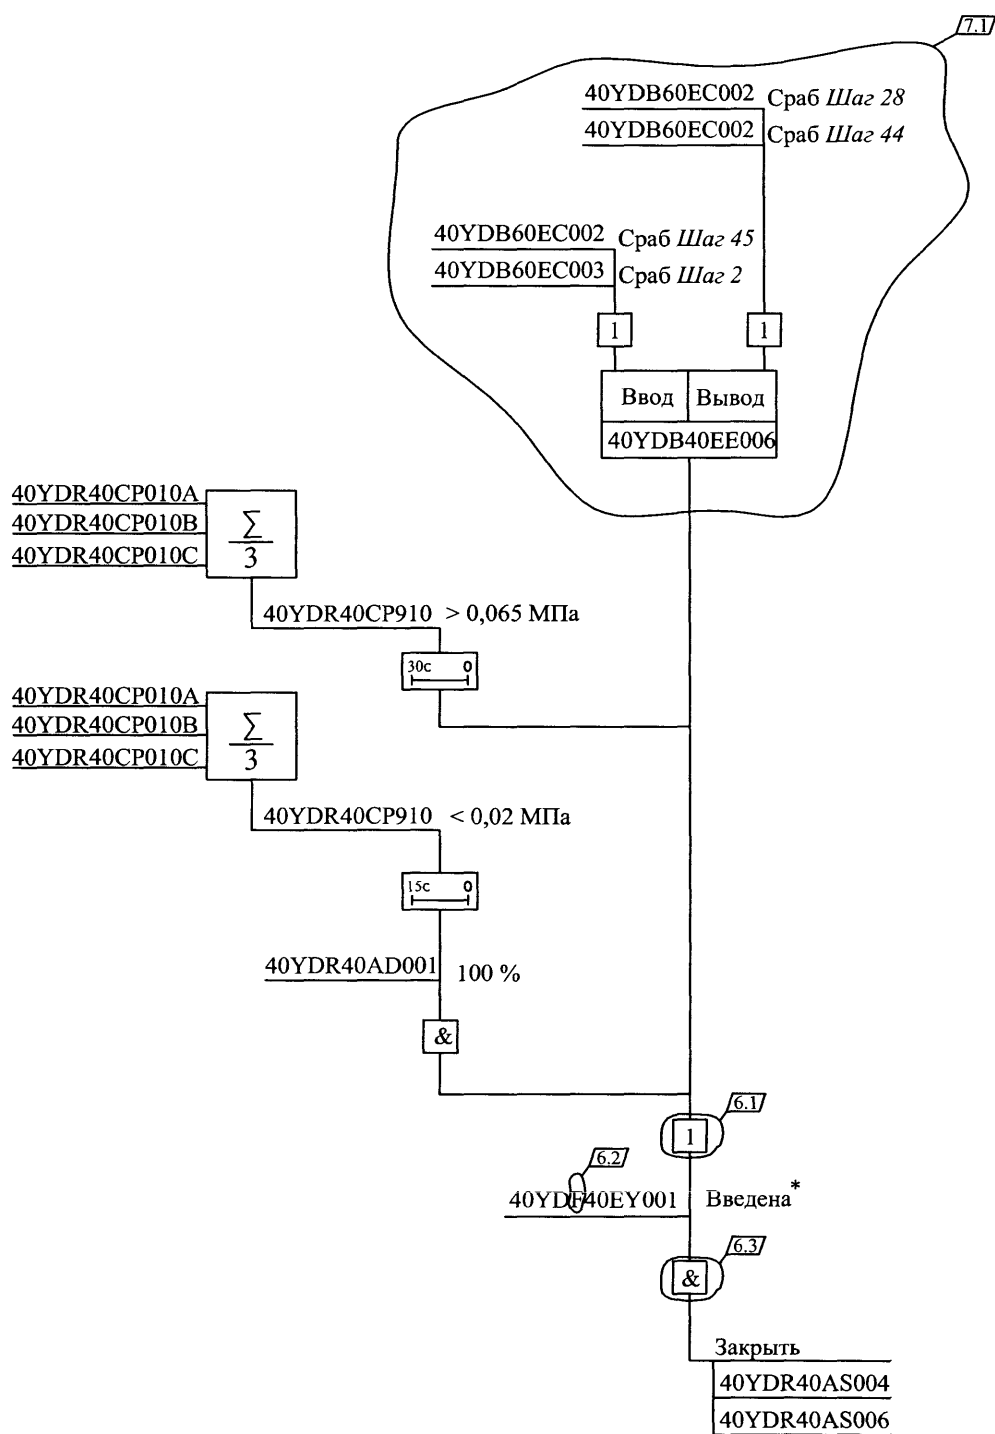 7.1
40YDB60EC002 Сраб Шаг 28
40YDB60EC002 Сраб Шаг 44
40YDB60EC002 Сраб Шаг 45
40YDB60EC003 Сраб Шаг 2
1 1
Ввод Вывод
40YDB40EE006
40YDR40CP010A
40YDR40CP010B
40YDR40CP010C
∑
3
40YDR40CP910 > 0,065 МПа
30с 0
40YDR40CP010A
40YDR40CP010B
40YDR40CP010C
∑
3
40YDR40CP910 < 0,02 МПа
15с 0
40YDR40AD001 100 %
&
6.1
1
6.2
40YDF40EY001 Введена*
6.3
&
Закрыть
40YDR40AS004
40YDR40AS006